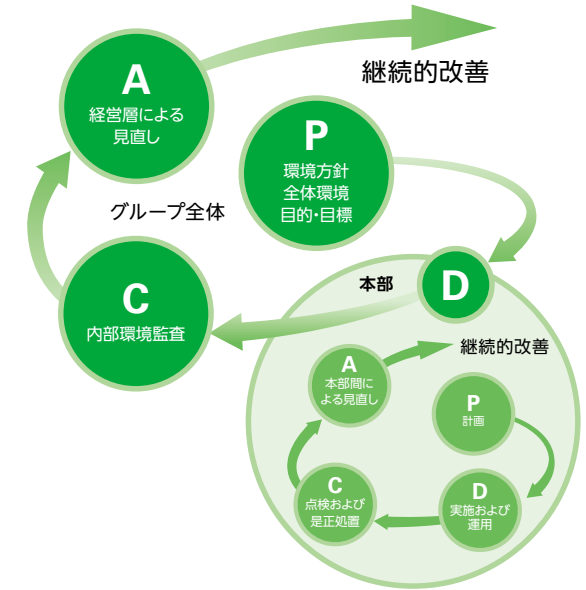 継続的改善
A
経営層による
見直し
P
環境方針
全体環境
目的・目標
グループ全体
本部
D
C
内部環境監査
継続的改善
A
本部間に
よる見直し
P
計画
C
点検および
是正処置
D
実施および
運用